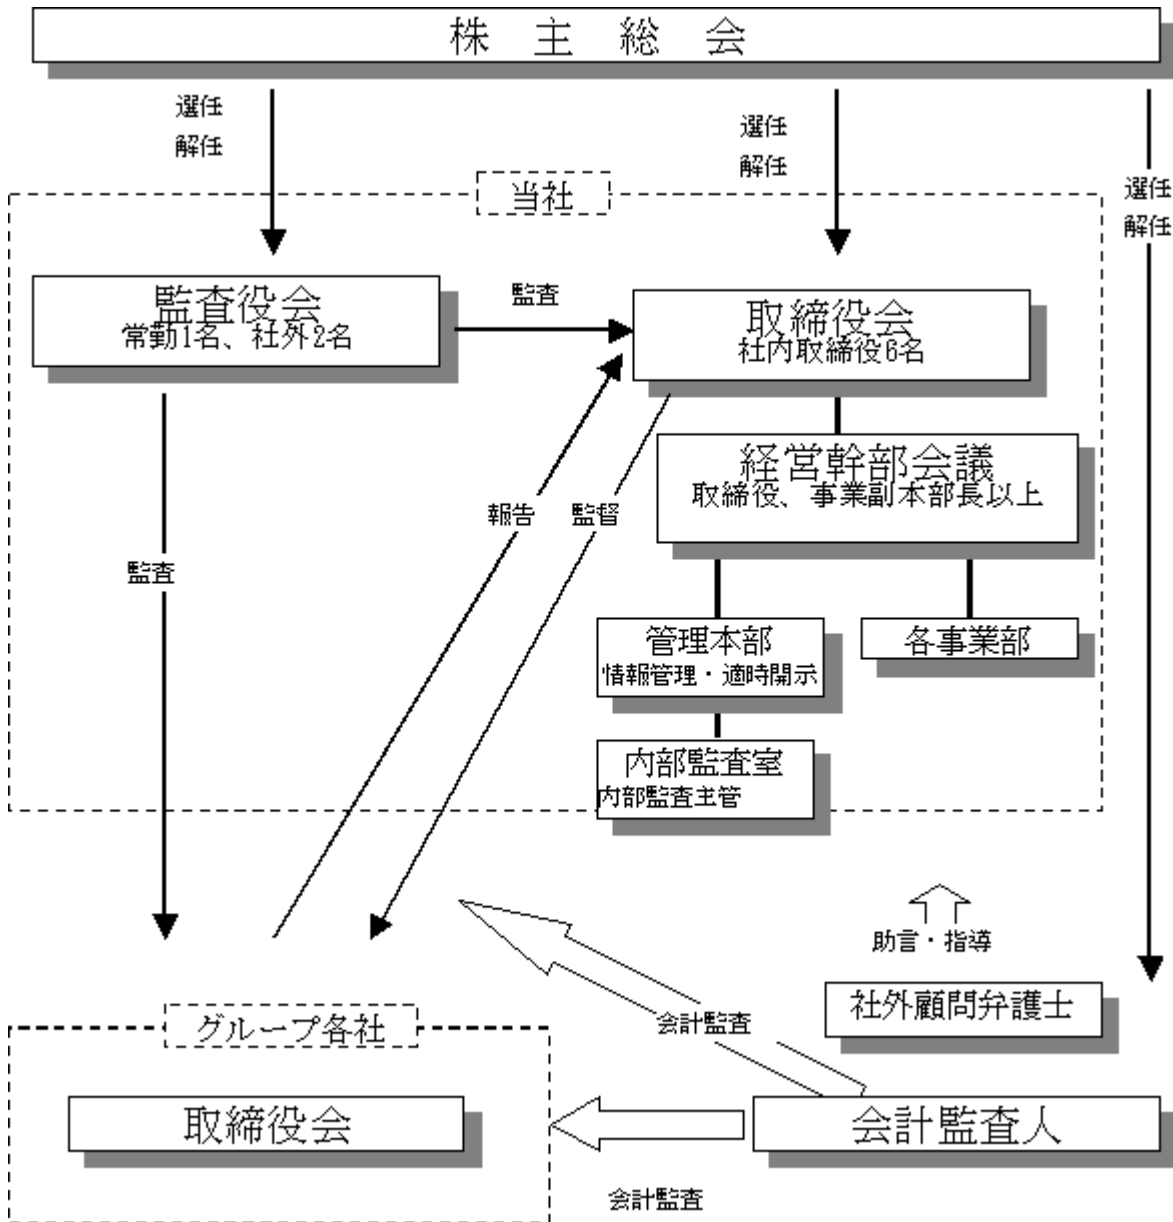 株 主 総 会
選任
解任
選任
解任
選任
解任
当社
監査役会
常勤1名、社外2名
監査
取締役会
社内取締役6名
経営幹部会議
取締役、事業副本部長以上
報告
監督
監査
管理本部
情報管理・適時開示
各事業部
内部監査室
内部監査主管
助言・指導
社外顧問弁護士
会計監査
グループ各社
取締役会
会計監査人
会計監査